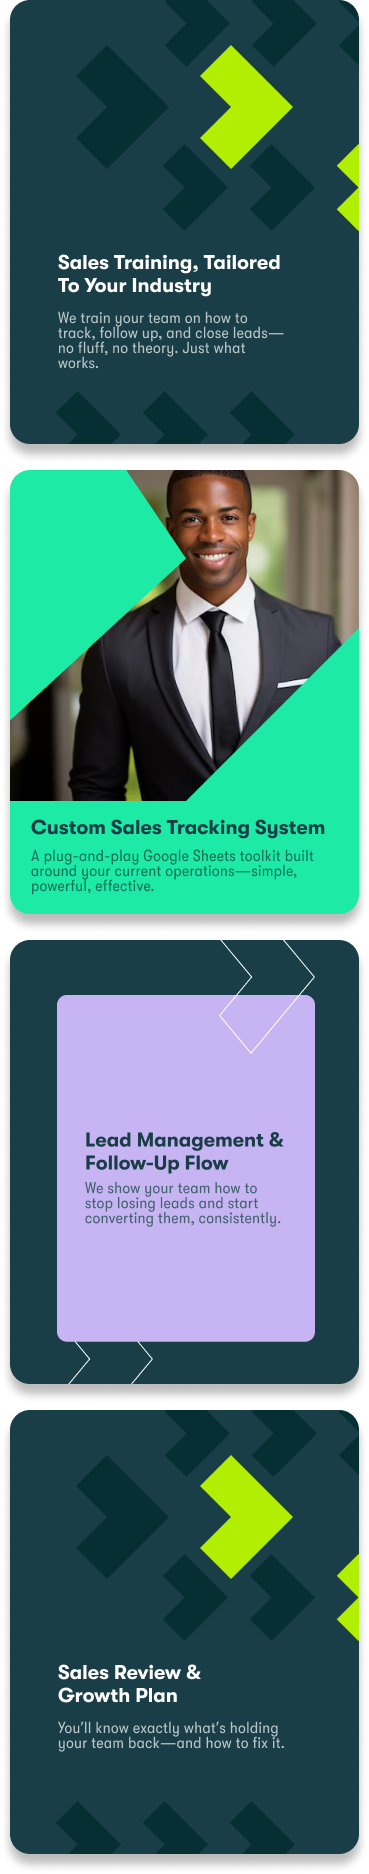 Sales Training, Tailored
To Your Industry
We train your team on how to
track, follow up, and close leads—
no fluff, no theory. Just what
works.
Custom Sales Tracking System
A plug-and-play Google Sheets toolkit built
around your current operations—simple,
powerful, effective.
Lead Management &
Follow-Up Flow
We show your team how to
stop losing leads and start
converting them, consistently.
Sales Review &
Growth Plan
You’ll know exactly what’s holding
your team back—and how to fix it.